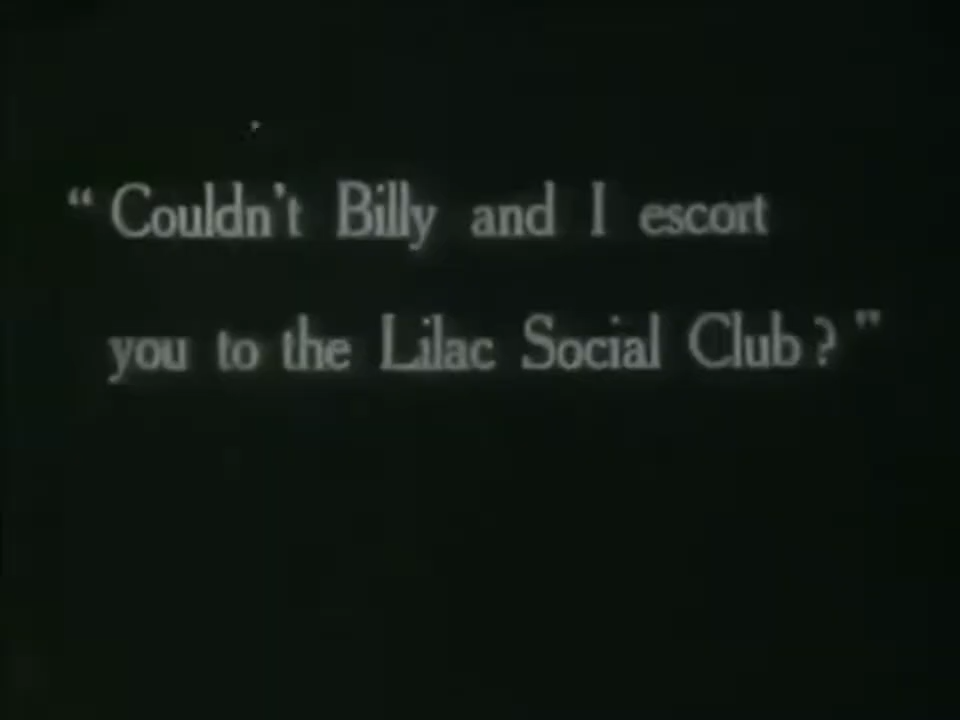 “Couldn't Billy and I escort
you to the Lilac Social Club?”